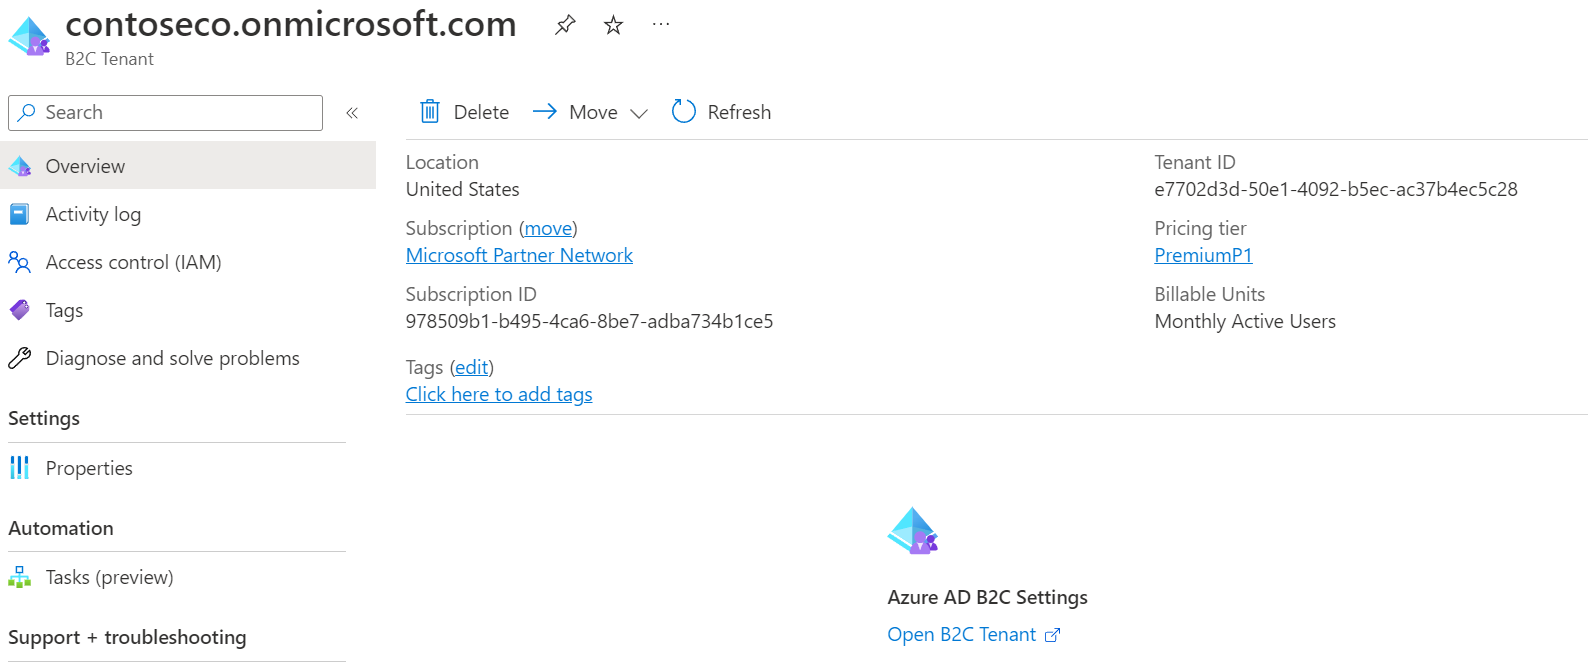 contoseco.onmicrosoft.com
B2C Tenant
Search
Overview
Activity log
Access control (IAM)
Tags
Diagnose and solve problems
Settings
Properties
Automation
Tasks (preview)
Support + troubleshooting
Delete
Move
Refresh
Location
United States
Subscription (move)
Microsoft Partner Network
Subscription ID
978509b1-b495-4ca6-8be7-adba734b1ce5
Tags (edit)
Click here to add tags
Tenant ID
e7702d3d-50e1-4092-b5ec-ac37b4ec5c28
Pricing tier
PremiumP1
Billable Units
Monthly Active Users
Azure AD B2C Settings
Open B2C Tenant